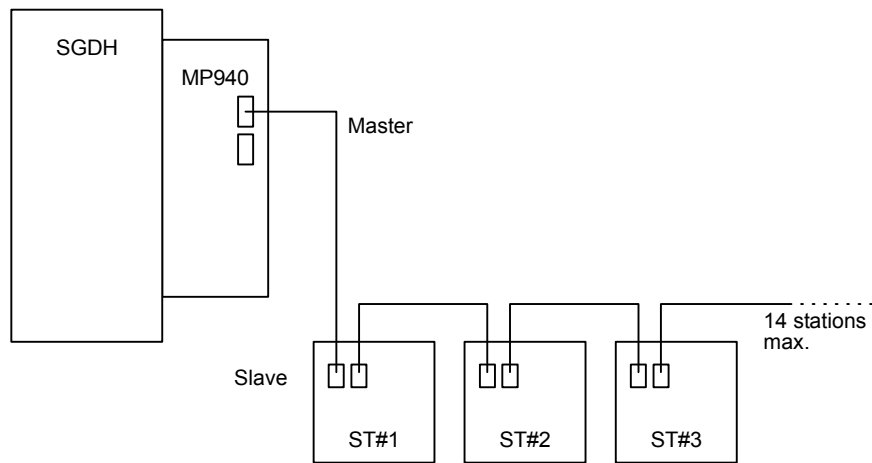 SGDH
MP940
Master
14 stations
max.
Slave
ST#1
ST#2
ST#3